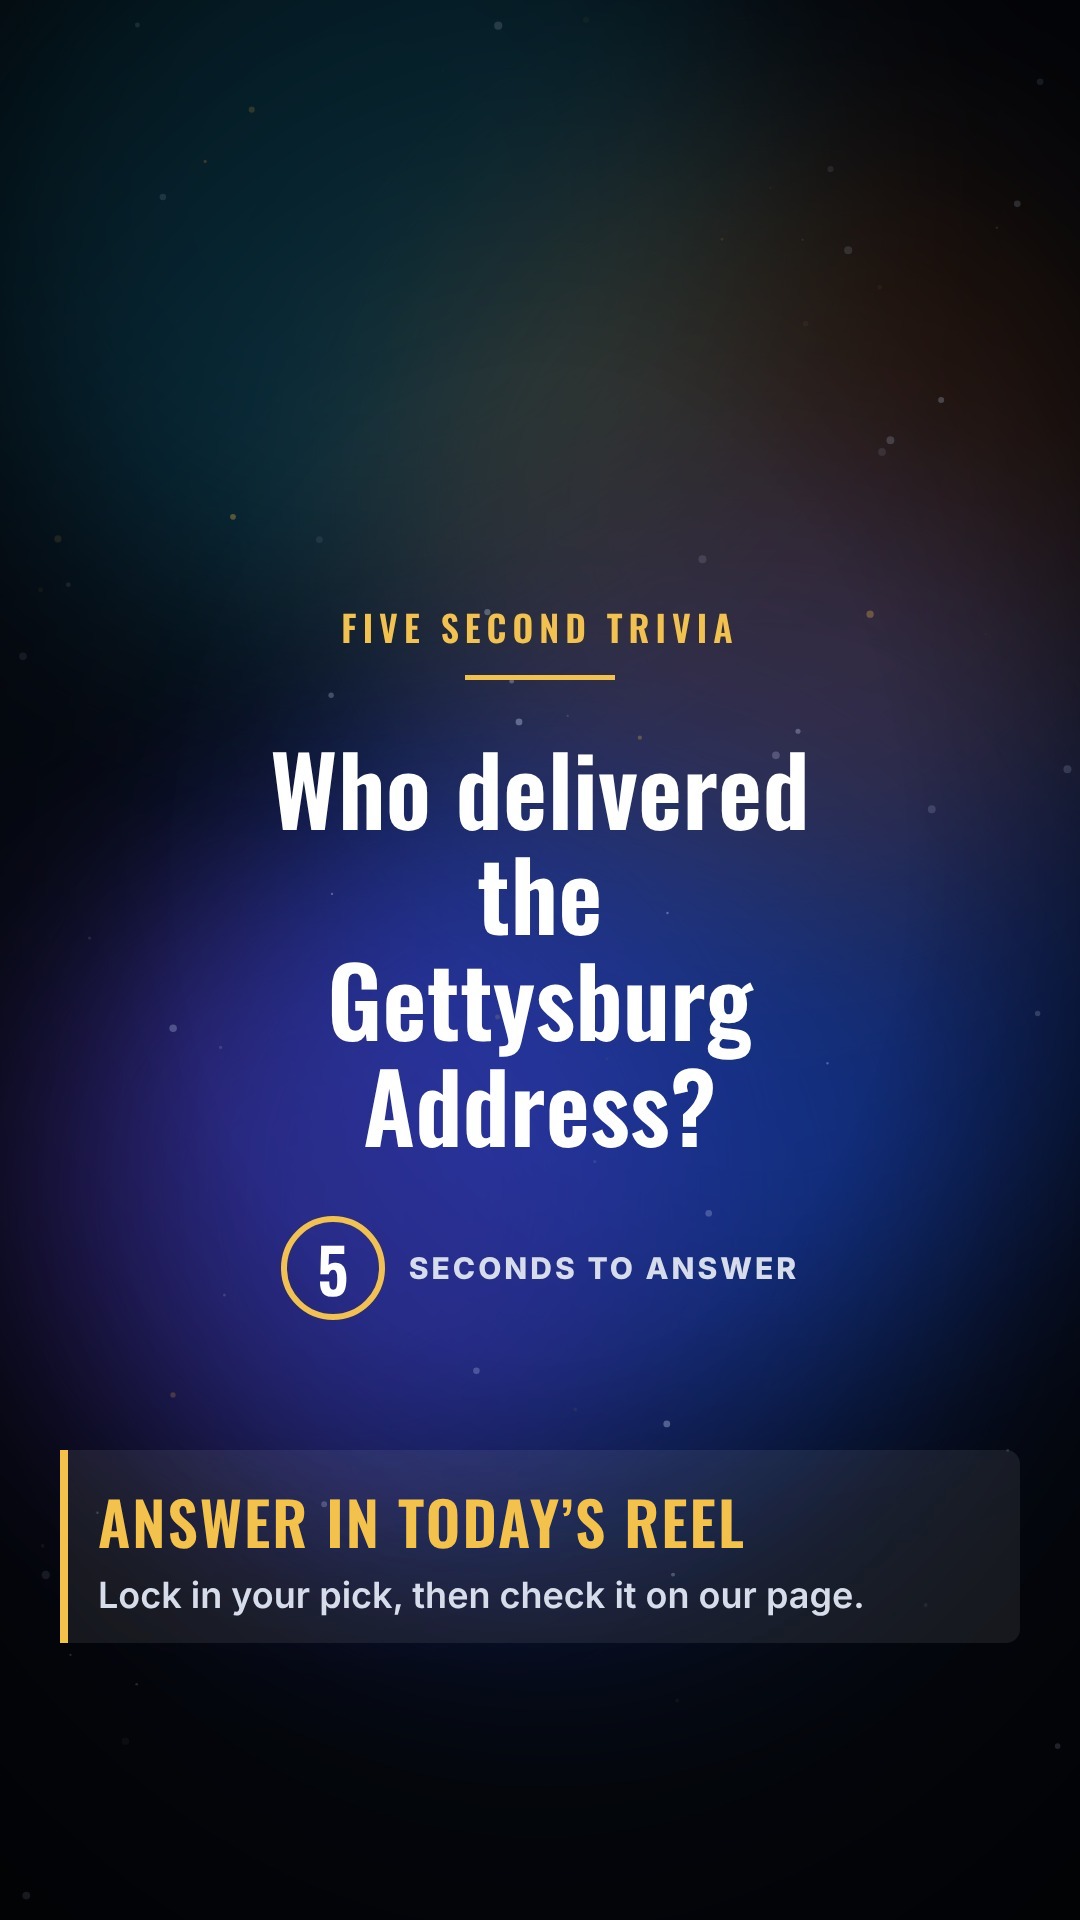 FIVE SECOND TRIVIA
Who delivered
the
Gettysburg
Address?
5 SECONDS TO ANSWER
ANSWER IN TODAY’S REEL
Lock in your pick, then check it on our page.